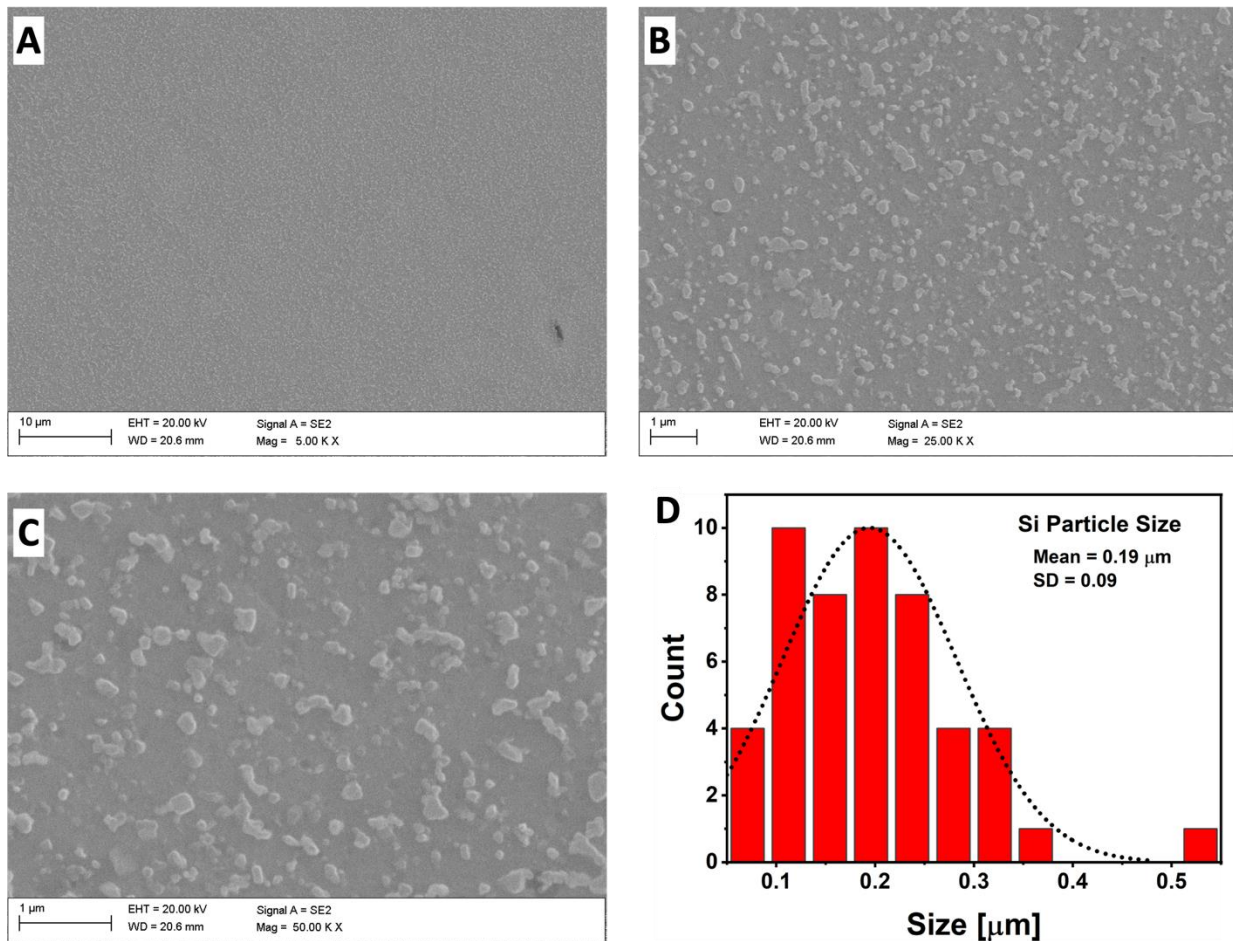 A
10 µm
EHT = 20.00 kV
Signal A = SE2
WD = 20.6 mm
Mag = 5.00 K X
B
1 µm
EHT = 20.00 kV
Signal A = SE2
WD = 20.6 mm
Mag = 25.00 K X
C
1 µm
EHT = 20.00 kV
Signal A = SE2
WD = 20.6 mm
Mag = 50.00 K X
D
Si Particle Size
Mean = 0.19 µm
SD = 0.09
10
8
6
4
2
0
Count
0.1 0.2 0.3 0.4 0.5
Size [µm]